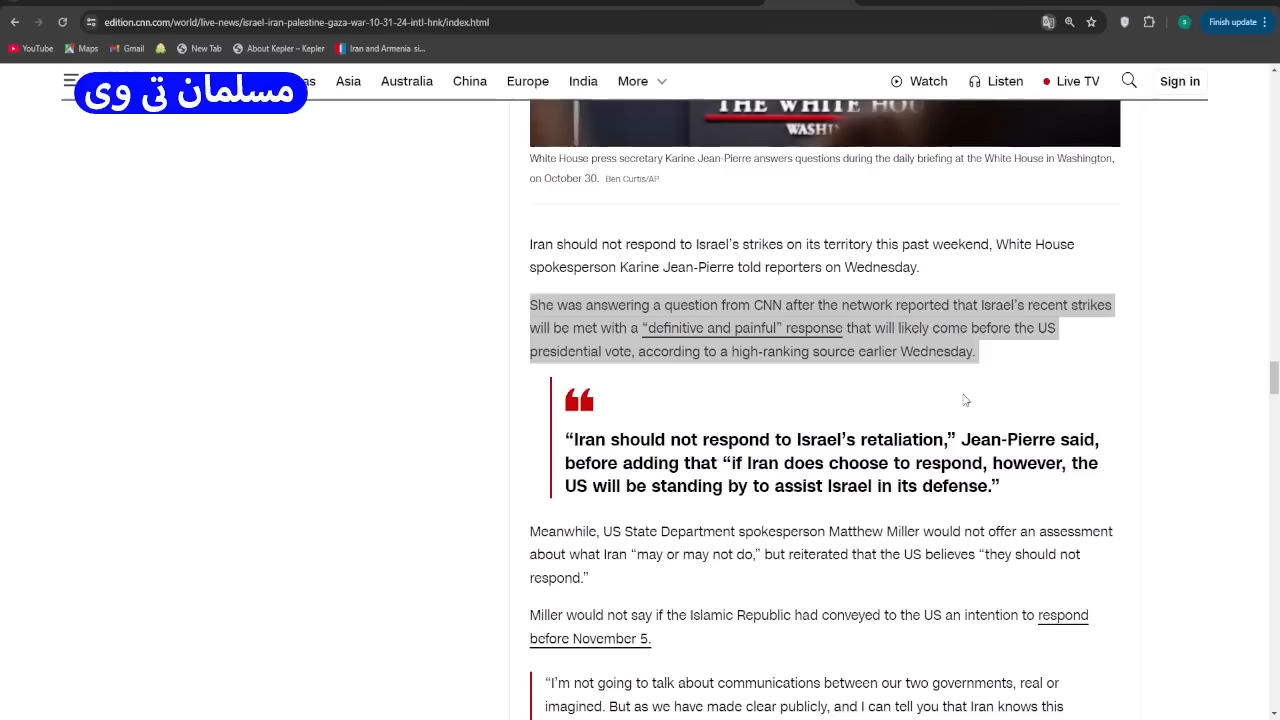 edition.cnn.com/world/live-news/israel-iran-palestine-gaza-war-10-31-24-intl-hnk/index.html
Finish update
YouTube Maps Gmail New Tab About Kepler – Kepler Iran and Armenia si...
مسلمان ٹی وی
as Asia Australia China Europe India More Watch Listen Live TV Sign in
THE WHITE HOU
WASHIN
White House press secretary Karine Jean-Pierre answers questions during the daily briefing at the White House in Washington,
on October 30. Ben Curtis/AP
Iran should not respond to Israel's strikes on its territory this past weekend, White House
spokesperson Karine Jean-Pierre told reporters on Wednesday.
She was answering a question from CNN after the network reported that Israel's recent strikes
will be met with a “definitive and painful” response that will likely come before the US
presidential vote, according to a high-ranking source earlier Wednesday.
“Iran should not respond to Israel's retaliation,” Jean-Pierre said,
before adding that “if Iran does choose to respond, however, the
US will be standing by to assist Israel in its defense.”
Meanwhile, US State Department spokesperson Matthew Miller would not offer an assessment
about what Iran “may or may not do,” but reiterated that the US believes “they should not
respond.”
Miller would not say if the Islamic Republic had conveyed to the US an intention to respond
before November 5.
“I'm not going to talk about communications between our two governments, real or
imagined. But as we have made clear publicly, and I can tell you that Iran knows this